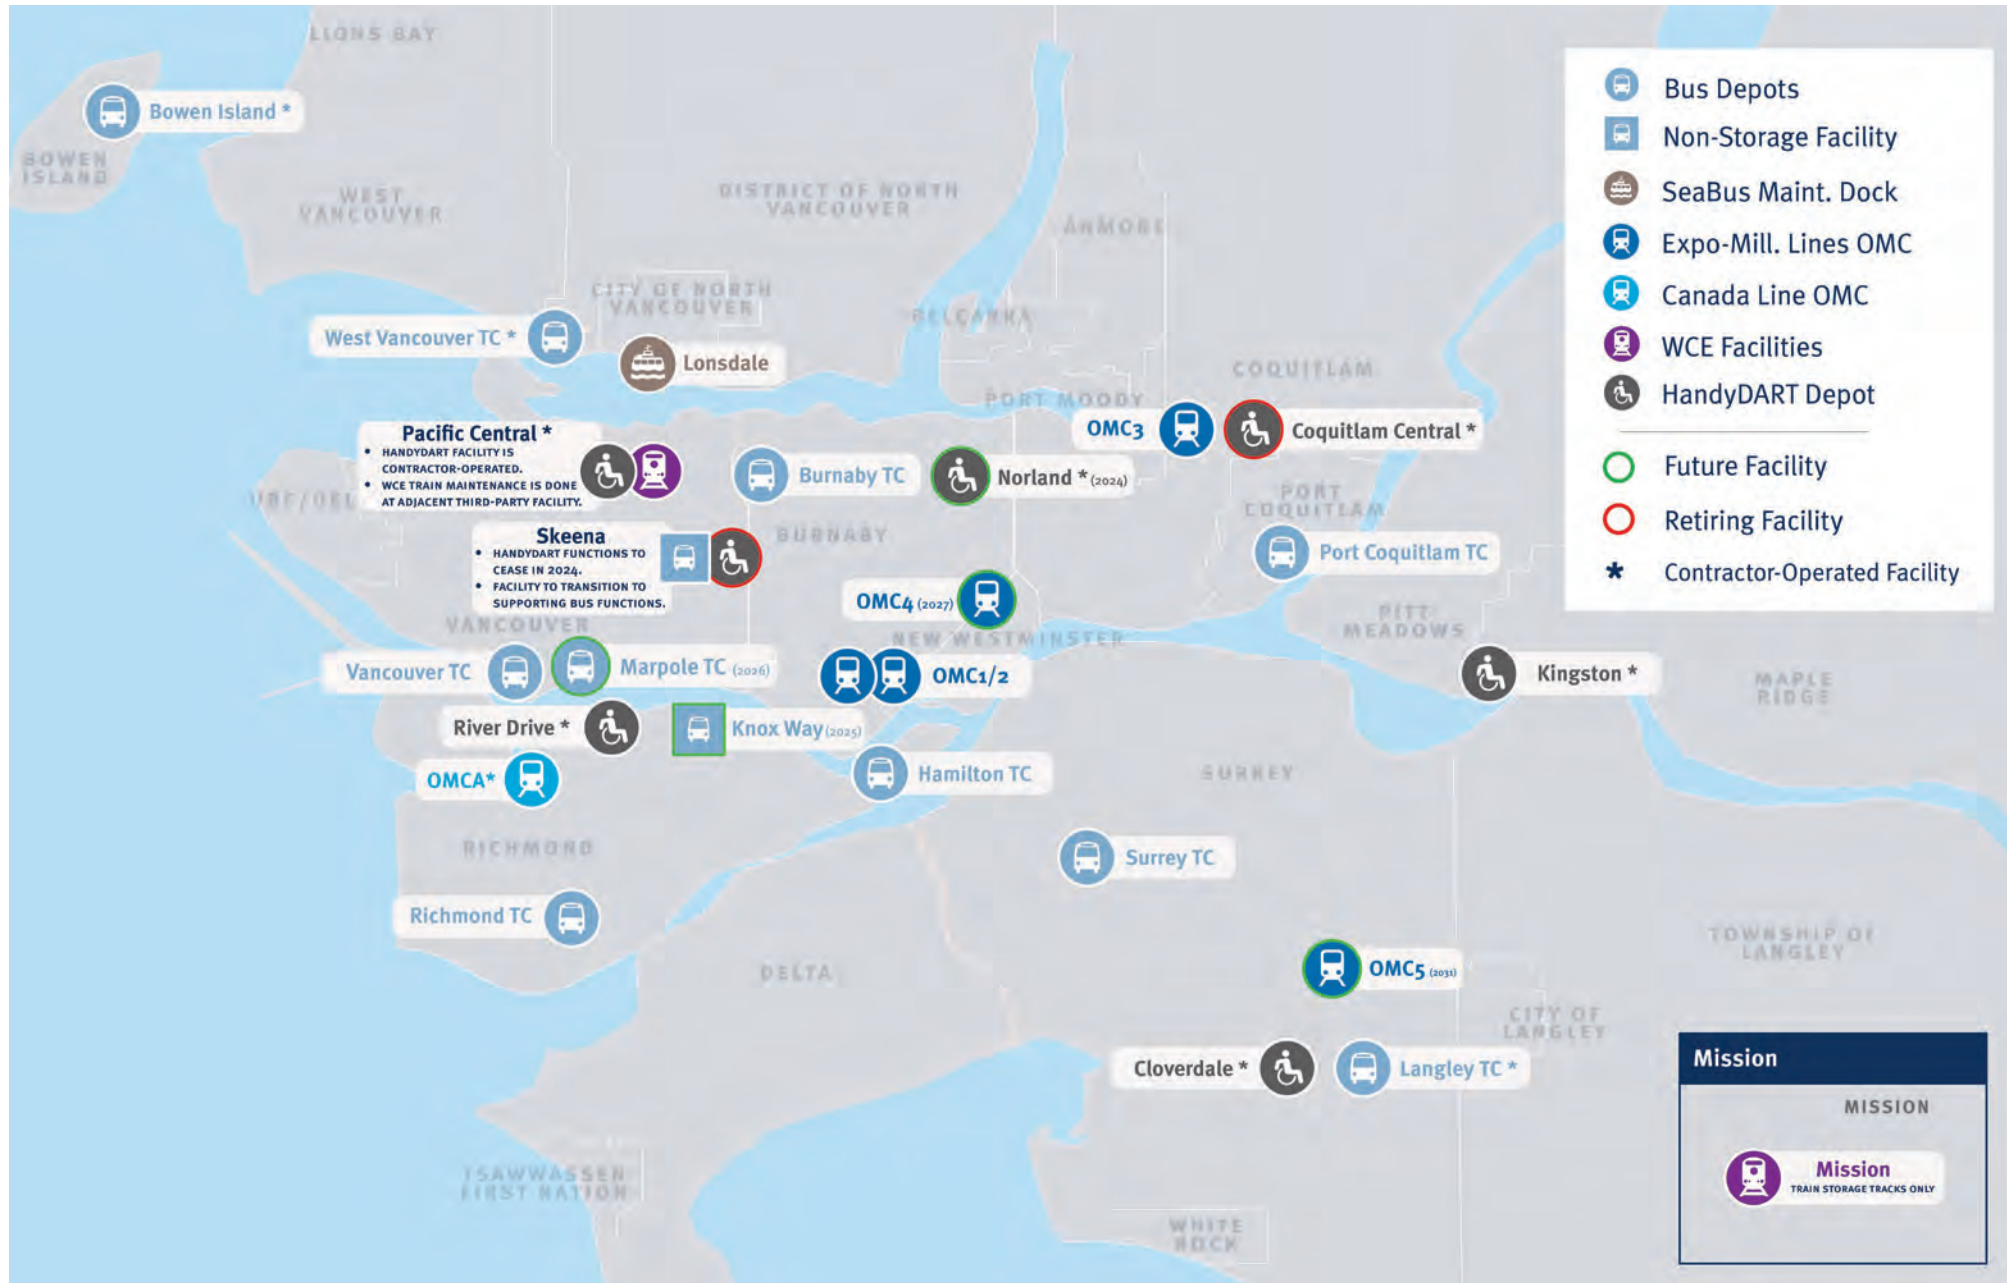 LIONS BAY
Bowen Island *
BOWEN
ISLAND
WEST
VANCOUVER
DISTRICT OF NORTH
VANCOUVER
ANMORE
CITY OF NORTH
VANCOUVER
BELCARRA
West Vancouver TC *
Lonsdale
COQUITLAM
PORT MOODY
OMC3
Coquitlam Central *
Pacific Central *
• HANDYDART FACILITY IS
CONTRACTOR-OPERATED.
• WCE TRAIN MAINTENANCE IS DONE
AT ADJACENT THIRD-PARTY FACILITY.
Burnaby TC
Norland * (2024)
PORT
COQUITLAM
Skeena
• HANDYDART FUNCTIONS TO
CEASE IN 2024.
• FACILITY TO TRANSITION TO
SUPPORTING BUS FUNCTIONS.
BURNABY
Port Coquitlam TC
OMC4 (2027)
VANCOUVER
NEW WESTMINSTER
PITT
MEADOWS
Vancouver TC
Marpole TC (2026)
OMC1/2
Kingston *
MAPLE
RIDGE
River Drive *
Knox Way (2025)
OMCA*
Hamilton TC
SURREY
RICHMOND
Surrey TC
Richmond TC
TOWNSHIP OF
LANGLEY
DELTA
OMC5 (2031)
CITY OF
LANGLEY
Cloverdale *
Langley TC *
TSAWWASSEN
FIRST NATION
WHITE
ROCK
Bus Depots
Non-Storage Facility
SeaBus Maint. Dock
Expo-Mill. Lines OMC
Canada Line OMC
WCE Facilities
HandyDART Depot
Future Facility
Retiring Facility
* Contractor-Operated Facility
Mission
MISSION
Mission
TRAIN STORAGE TRACKS ONLY